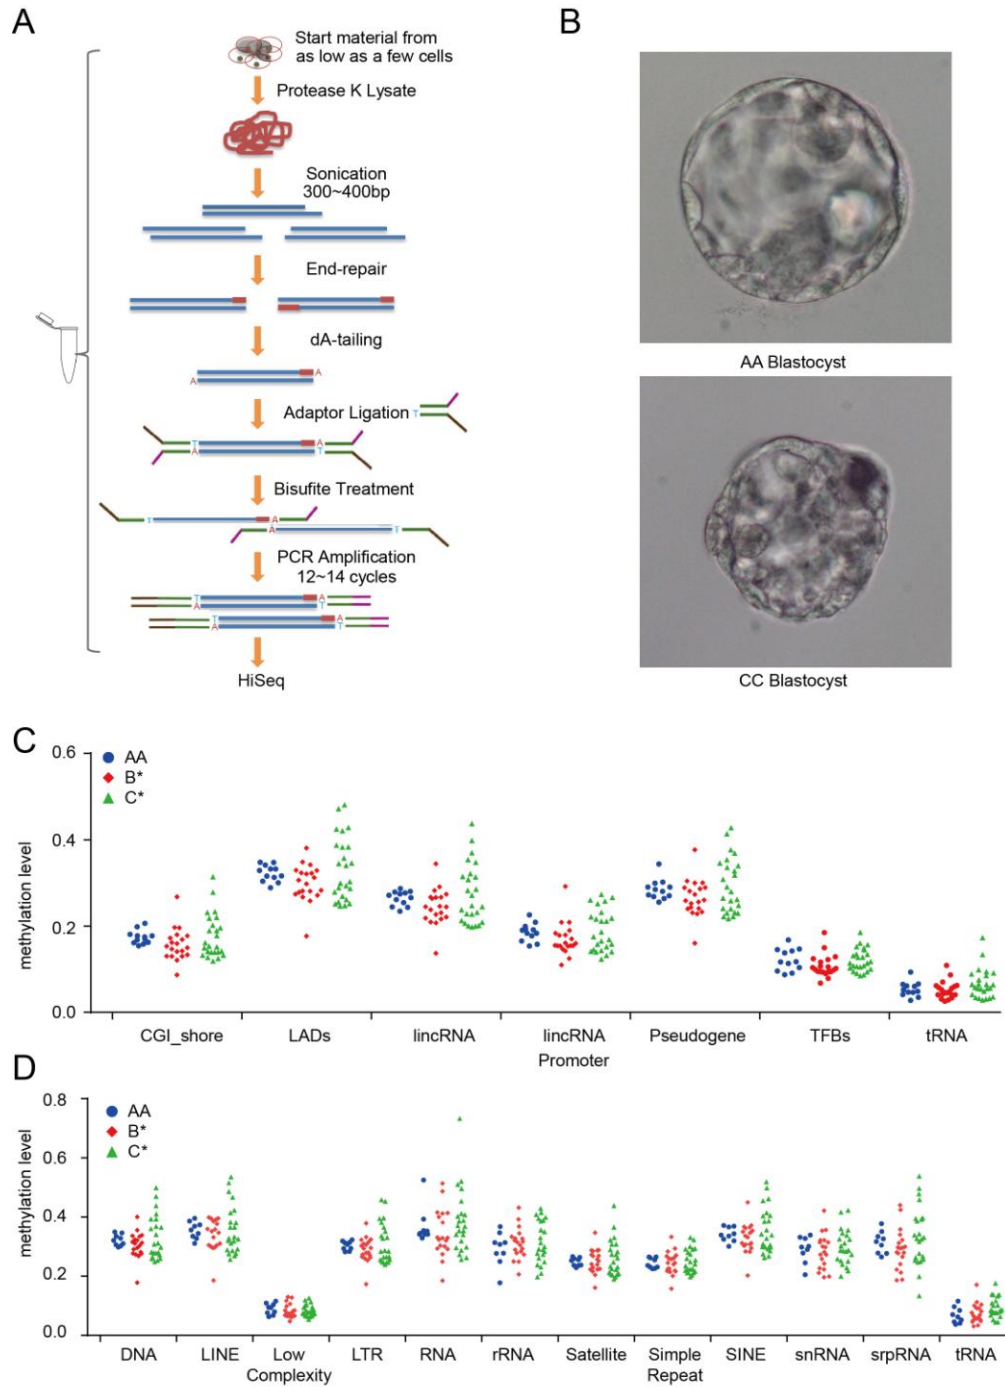 A
Start material from
as low as a few cells
Protease K Lysate
Sonication
300~400bp
End-repair
dA-tailing
A
A
Adaptor Ligation
T
T
A
A
T
Bisufite Treatment
T
A
A
T
PCR Amplification
12~14 cycles
T
A
A
T
T
A
A
T
HiSeq
B
AA Blastocyst
CC Blastocyst
C
methylation level
0.6
0.4
0.2
0.0
AA
B*
C*
CGI_shore
LADs
lincRNA
lincRNA
Promoter
Pseudogene
TFBs
tRNA
D
methylation level
0.8
0.6
0.4
0.2
0.0
AA
B*
C*
DNA
LINE
Low
Complexity
LTR
RNA
rRNA
Satellite
Simple
Repeat
SINE
snRNA
srpRNA
tRNA